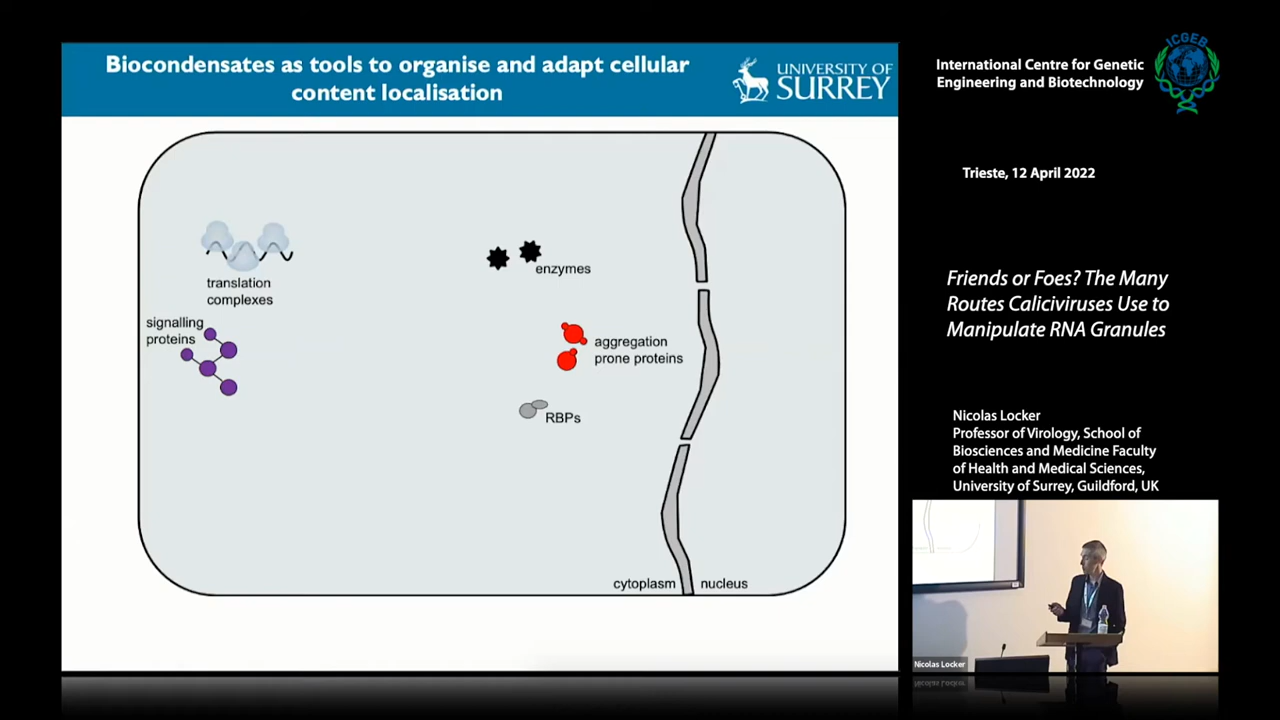 Biocondensates as tools to organise and adapt cellular
content localisation
UNIVERSITY OF
SURREY
translation
complexes
signalling
proteins
enzymes
aggregation
prone proteins
RBPs
cytoplasm
nucleus
International Centre for Genetic
Engineering and Biotechnology
ICGEB
Trieste, 12 April 2022
Friends or Foes? The Many
Routes Caliciviruses Use to
Manipulate RNA Granules
Nicolas Locker
Professor of Virology, School of
Biosciences and Medicine Faculty
of Health and Medical Sciences,
University of Surrey, Guildford, UK
Nicolas Locker